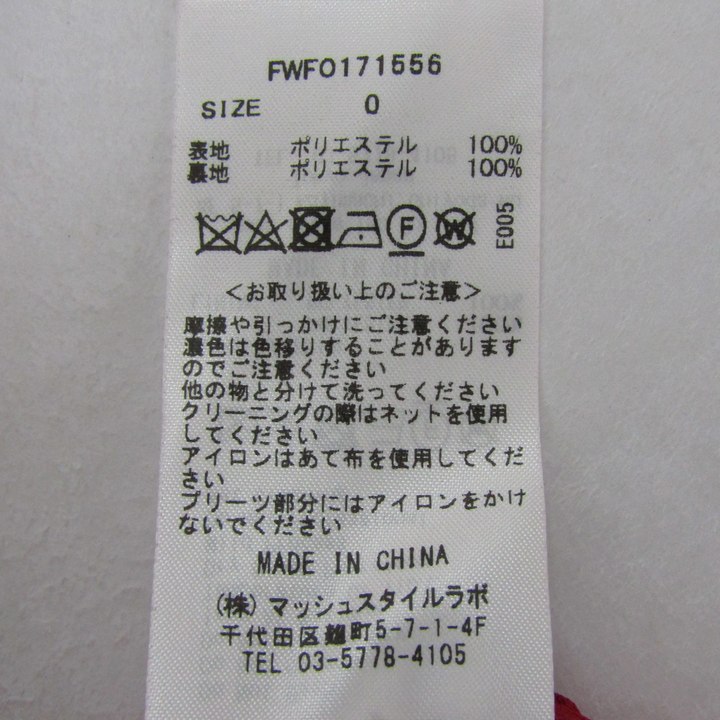 FWFO171556
SIZE 0
表地 ポリエステル 100%
裏地 ポリエステル 100%
F W E005
＜お取り扱い上のご注意＞
摩擦や引っかけにご注意ください
濃色は色移りすることがあります
のでご注意ください
他の物と分けて洗ってください
クリーニングの際はネットを使用
してください
アイロンはあて布を使用してくだ
さい
プリーツ部分にはアイロンをかけ
ないでください
MADE IN CHINA
(株)マッシュスタイルラボ
千代田区麹町5-7-1-4F
TEL 03-5778-4105